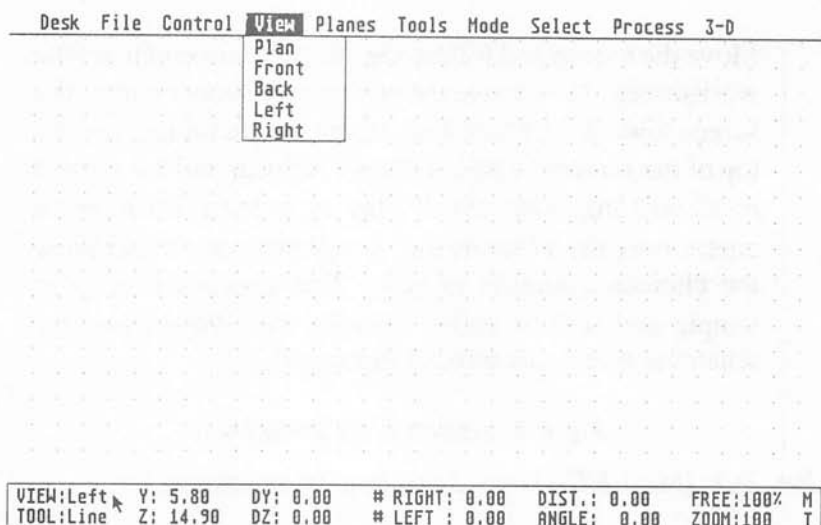 Desk File Control View Planes Tools Mode Select Process 3-D
Plan
Front
Back
Left
Right
VIEW:Left Y: 5.80 DY: 0.00 # RIGHT: 0.00 DIST.: 0.00 FREE:100% M
TOOL:Line Z: 14.90 DZ: 0.00 # LEFT : 0.00 ANGLE: 0.00 ZOOM:100 T